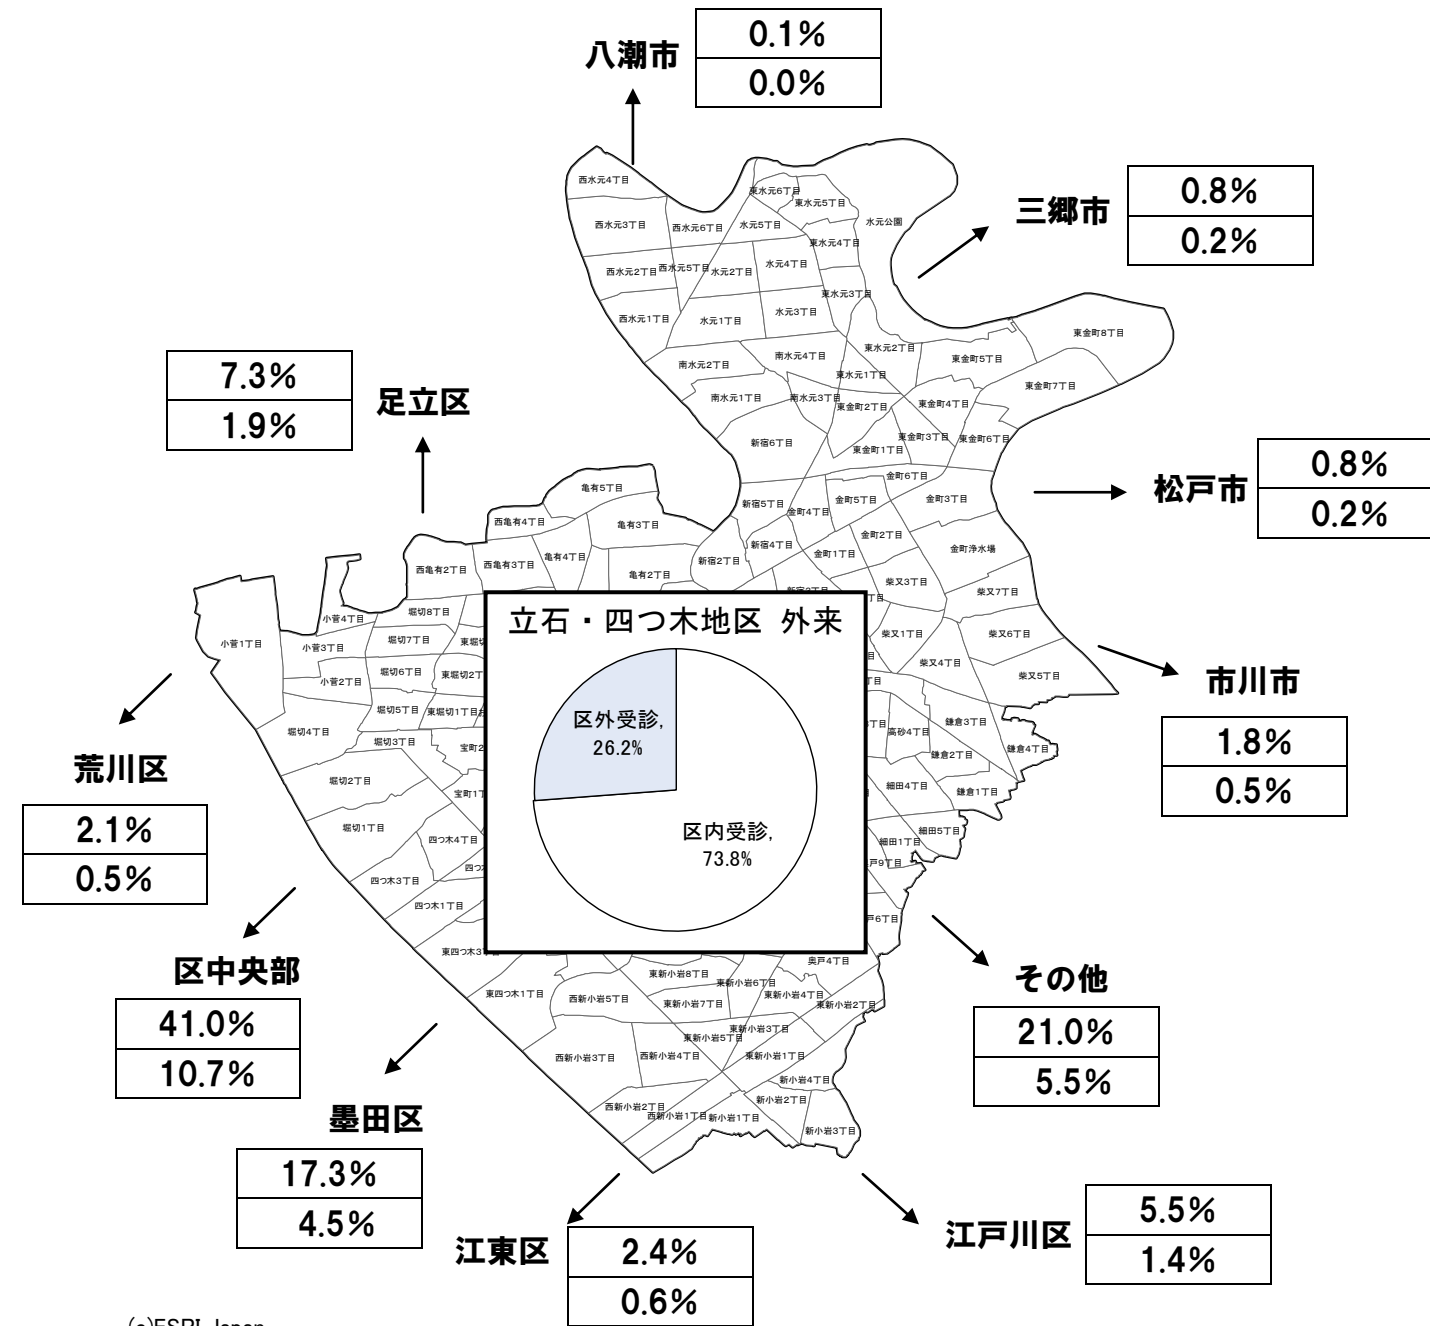 八潮市
0.1%
0.0%
三郷市
0.8%
0.2%
足立区
7.3%
1.9%
松戸市
0.8%
0.2%
市川市
1.8%
0.5%
荒川区
2.1%
0.5%
区中央部
41.0%
10.7%
墨田区
17.3%
4.5%
江東区
2.4%
0.6%
江戸川区
5.5%
1.4%
その他
21.0%
5.5%
立石・四つ木地区 外来
区外受診,
26.2%
区内受診,
73.8%
西水元4丁目
東水元6丁目
東水元5丁目
西水元3丁目
西水元6丁目
水元5丁目
水元公園
東水元4丁目
西水元2丁目
西水元5丁目
水元2丁目
水元4丁目
東水元3丁目
西水元1丁目
水元1丁目
水元3丁目
東金町8丁目
南水元2丁目
南水元4丁目
東水元2丁目
東金町5丁目
東水元1丁目
東金町7丁目
南水元1丁目
南水元3丁目
東金町2丁目
東金町4丁目
新宿6丁目
東金町1丁目
東金町3丁目
東金町6丁目
金町6丁目
亀有5丁目
新宿5丁目
金町4丁目
金町5丁目
金町3丁目
西亀有4丁目
亀有3丁目
金町2丁目
新宿4丁目
金町1丁目
金町浄水場
西亀有2丁目
西亀有3丁目
亀有4丁目
亀有2丁目
新宿2丁目
柴又3丁目
柴又7丁目
小菅4丁目
堀切8丁目
小菅1丁目
小菅3丁目
堀切7丁目
柴又1丁目
柴又6丁目
小菅2丁目
堀切6丁目
柴又4丁目
柴又5丁目
堀切5丁目
東堀切1丁目
堀切4丁目
堀切3丁目
高砂4丁目
鎌倉3丁目
鎌倉2丁目
鎌倉4丁目
堀切2丁目
細田4丁目
鎌倉1丁目
堀切1丁目
四つ木4丁目
細田1丁目
細田5丁目
四つ木3丁目
四つ木1丁目
奥戸4丁目
東四つ木1丁目
西新小岩5丁目
東新小岩8丁目
東新小岩6丁目
東新小岩7丁目
東新小岩4丁目
東新小岩2丁目
東新小岩3丁目
東新小岩5丁目
西新小岩3丁目
西新小岩4丁目
東新小岩1丁目
新小岩4丁目
西新小岩2丁目
西新小岩1丁目
新小岩1丁目
新小岩2丁目
新小岩3丁目